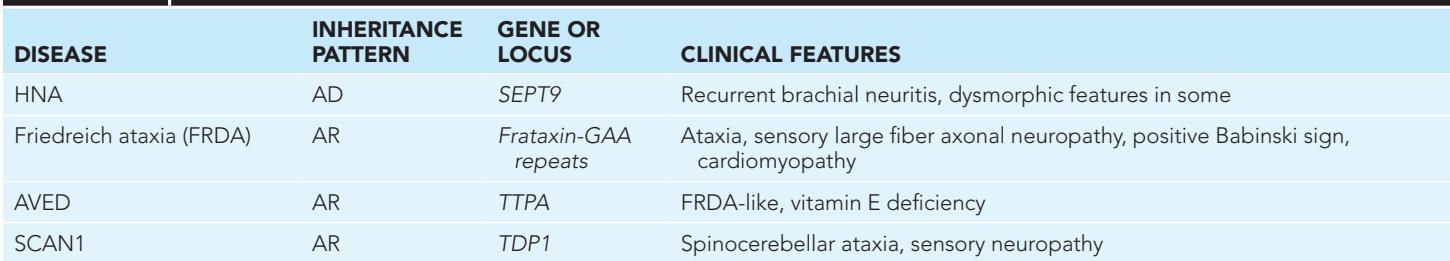 DISEASE INHERITANCE PATTERN GENE OR LOCUS CLINICAL FEATURES
HNA AD SEPT9 Recurrent brachial neuritis, dysmorphic features in some
Friedreich ataxia (FRDA) AR Frataxin-GAA repeats Ataxia, sensory large fiber axonal neuropathy, positive Babinski sign, cardiomyopathy
AVED AR TTPA FRDA-like, vitamin E deficiency
SCAN1 AR TDP1 Spinocerebellar ataxia, sensory neuropathy